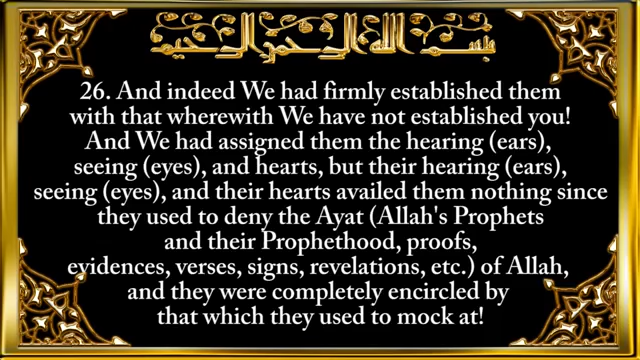 بسم الله الرحمن الرحيم
26. And indeed We had firmly established them
with that wherewith We have not established you!
And We had assigned them the hearing (ears),
seeing (eyes), and hearts, but their hearing (ears),
seeing (eyes), and their hearts availed them nothing since
they used to deny the Ayat (Allah's Prophets
and their Prophethood, proofs,
evidences, verses, signs, revelations, etc.) of Allah,
and they were completely encircled by
that which they used to mock at!